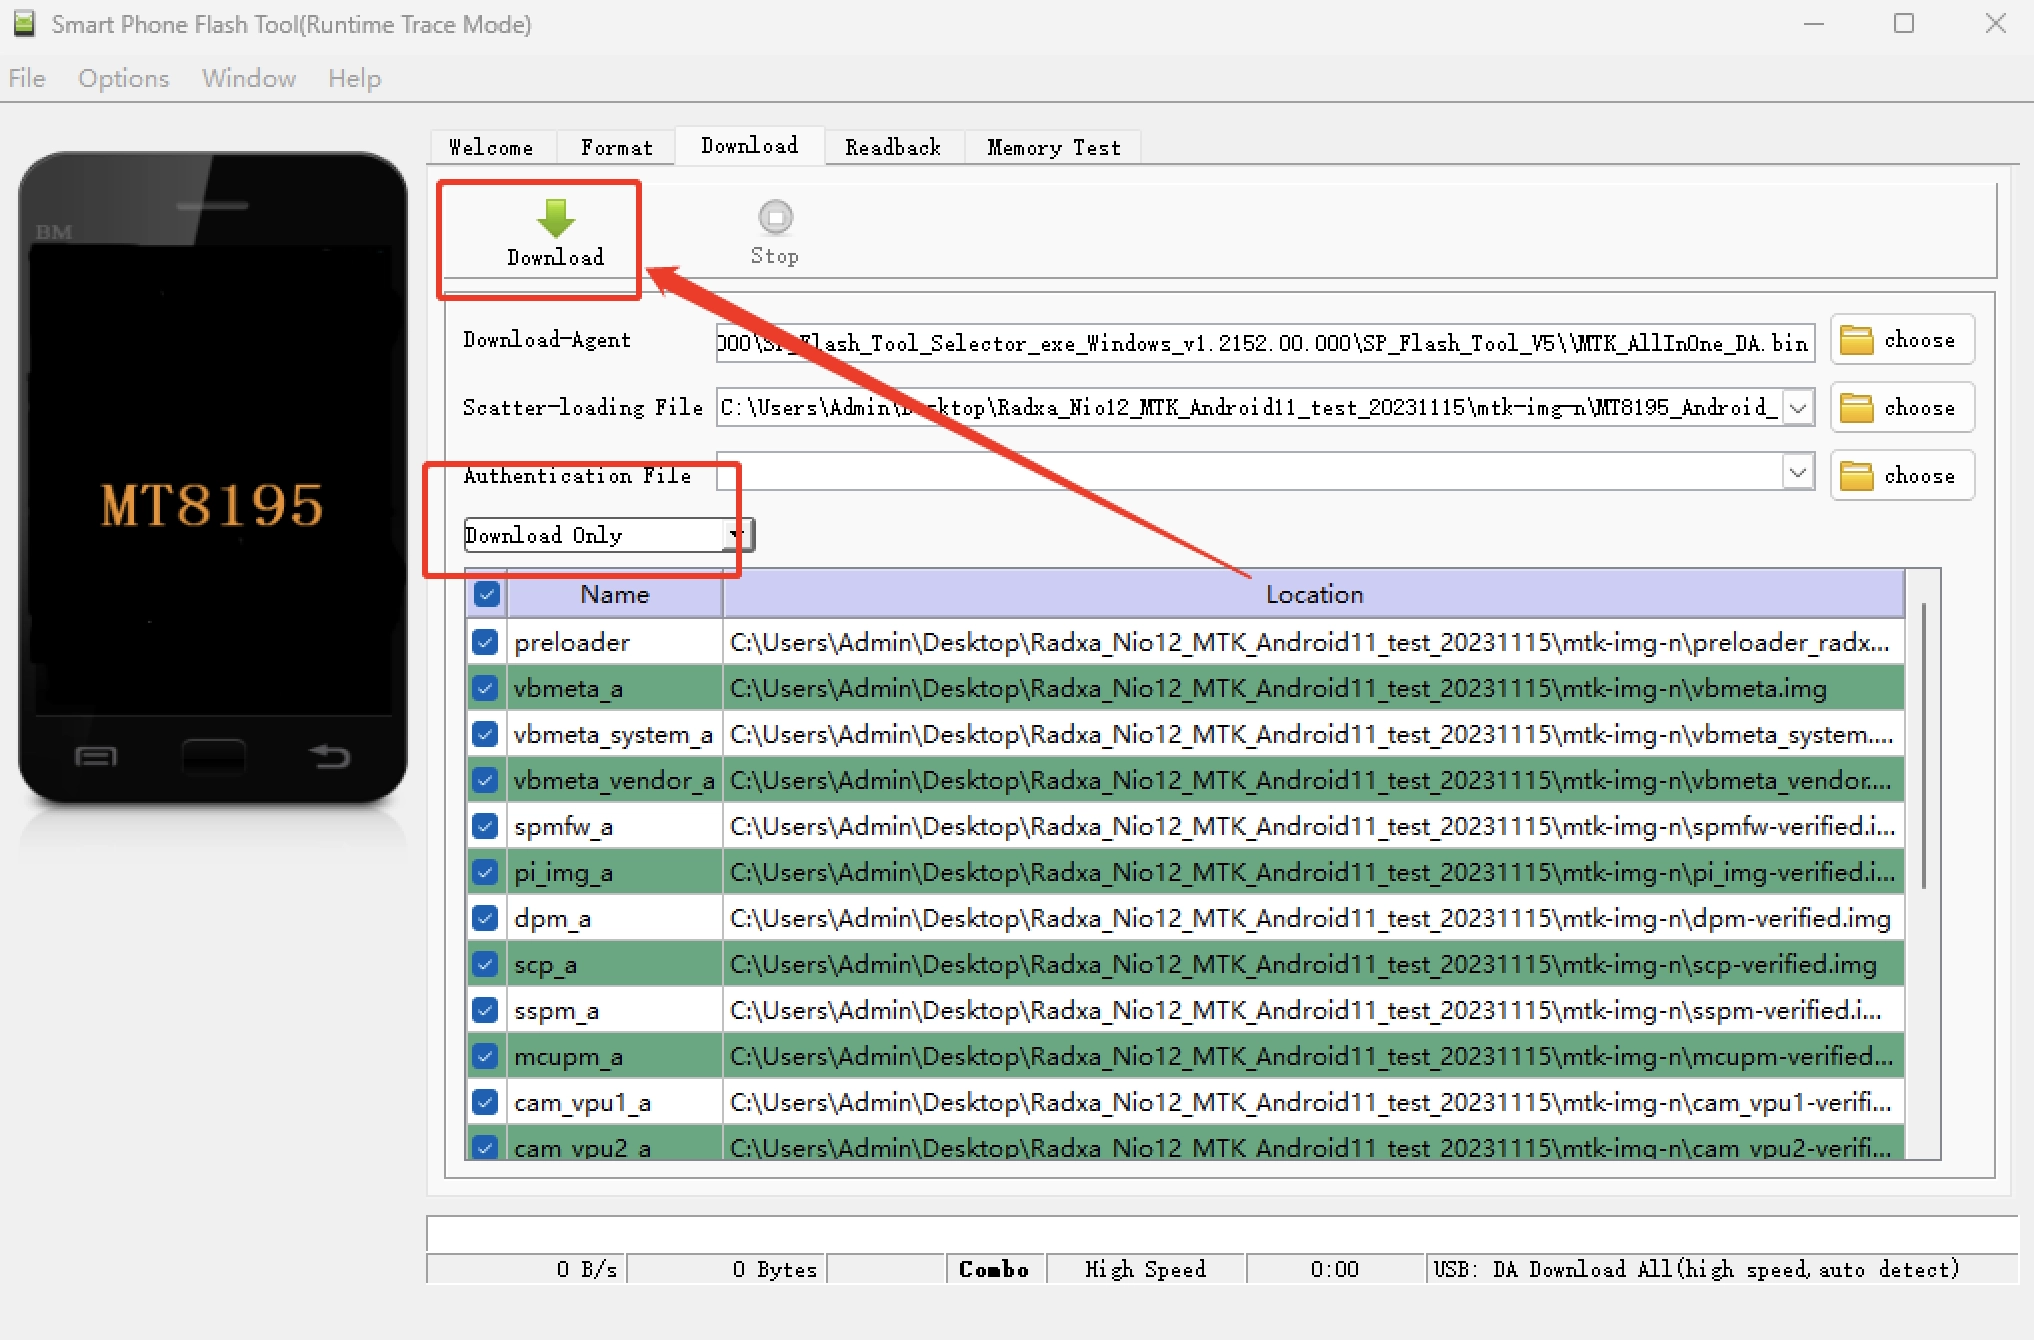 Smart Phone Flash Tool(Runtime Trace Mode)
File Options Window Help
Welcome Format Download Readback Memory Test
BM
Download Stop
Download-Agent 000\SP_Flash_Tool_Selector_exe_Windows_v1.2152.00.000\SP_Flash_Tool_V5\\MTK_AllInOne_DA.bin choose
Scatter-loading File C:\Users\Admin\Desktop\Radxa_Nio12_MTK_Android11_test_20231115\mtk-img-n\MT8195_Android_ choose
Authentication File choose
MT8195
Download Only
Name Location
preloader C:\Users\Admin\Desktop\Radxa_Nio12_MTK_Android11_test_20231115\mtk-img-n\preloader_radx...
vbmeta_a C:\Users\Admin\Desktop\Radxa_Nio12_MTK_Android11_test_20231115\mtk-img-n\vbmeta.img
vbmeta_system_a C:\Users\Admin\Desktop\Radxa_Nio12_MTK_Android11_test_20231115\mtk-img-n\vbmeta_system....
vbmeta_vendor_a C:\Users\Admin\Desktop\Radxa_Nio12_MTK_Android11_test_20231115\mtk-img-n\vbmeta_vendor....
spmfw_a C:\Users\Admin\Desktop\Radxa_Nio12_MTK_Android11_test_20231115\mtk-img-n\spmfw-verified.i...
pi_img_a C:\Users\Admin\Desktop\Radxa_Nio12_MTK_Android11_test_20231115\mtk-img-n\pi_img-verified.i...
dpm_a C:\Users\Admin\Desktop\Radxa_Nio12_MTK_Android11_test_20231115\mtk-img-n\dpm-verified.img
scp_a C:\Users\Admin\Desktop\Radxa_Nio12_MTK_Android11_test_20231115\mtk-img-n\scp-verified.img
sspm_a C:\Users\Admin\Desktop\Radxa_Nio12_MTK_Android11_test_20231115\mtk-img-n\sspm-verified.i...
mcupm_a C:\Users\Admin\Desktop\Radxa_Nio12_MTK_Android11_test_20231115\mtk-img-n\mcupm-verified...
cam_vpu1_a C:\Users\Admin\Desktop\Radxa_Nio12_MTK_Android11_test_20231115\mtk-img-n\cam_vpu1-verifi...
cam_vpu2_a C:\Users\Admin\Desktop\Radxa_Nio12_MTK_Android11_test_20231115\mtk-img-n\cam_vpu2-verifi...
0 B/s 0 Bytes Combo High Speed 0:00 USB: DA Download All(high speed,auto detect)